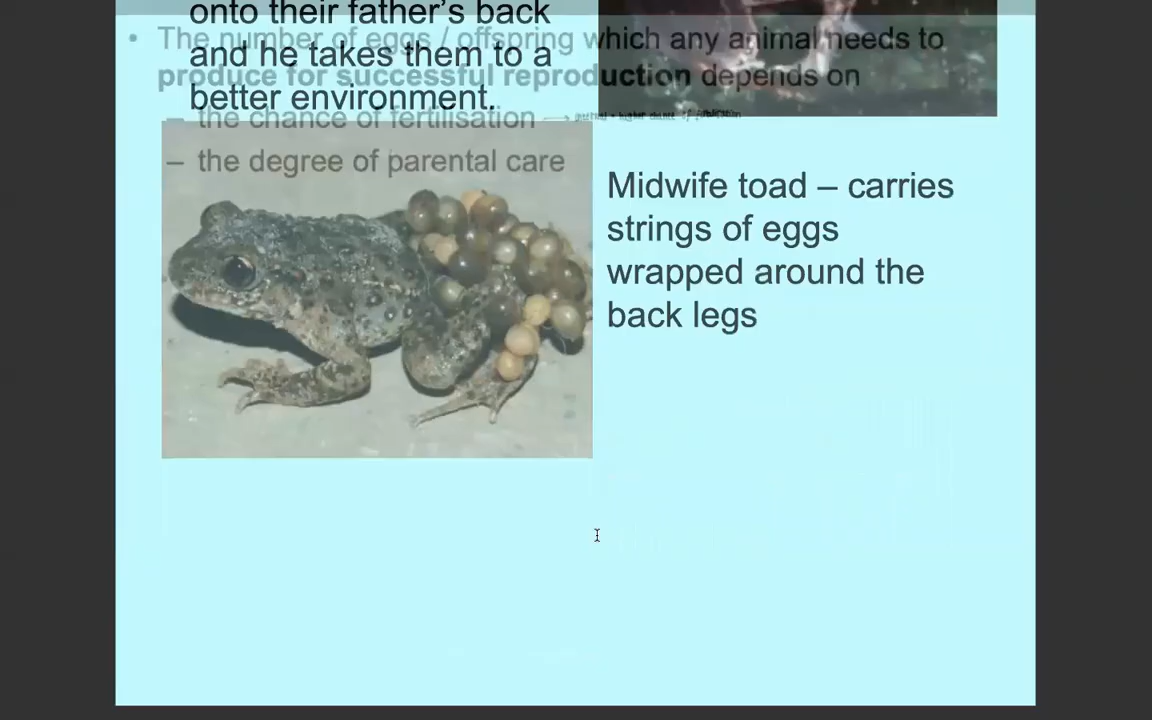 onto their father's back
• The number of eggs / offspring which any animal needs to
and he takes them to a
produce for successful reproduction depends on
better environment.
– the chance of fertilisation
– the degree of parental care
Midwife toad – carries
strings of eggs
wrapped around the
back legs